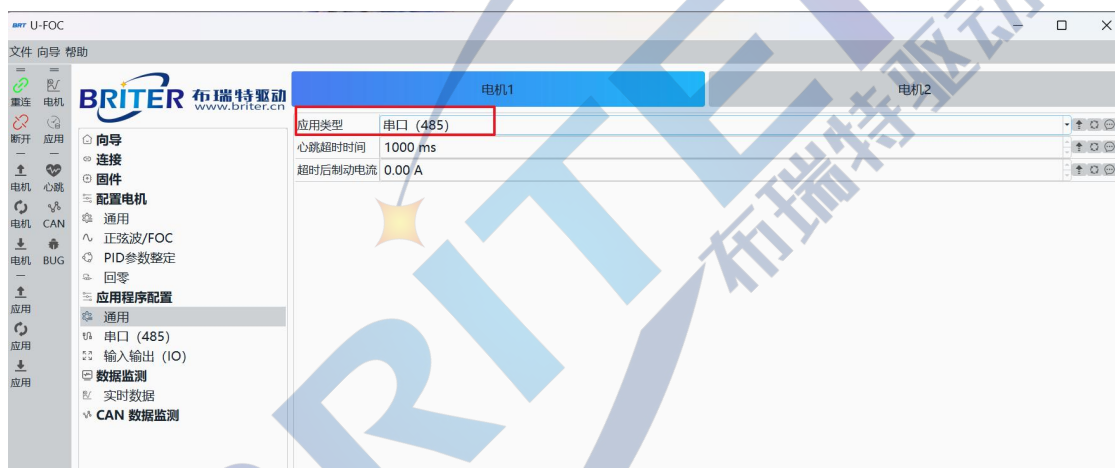 BRT U-FOC
文件 向导 帮助
重连 电机
断开 应用
电机 心跳
电机 CAN
电机 BUG
应用
应用
应用
BRITER 布瑞特驱动
www.briter.cn
向导
连接
固件
配置电机
通用
正弦波/FOC
PID参数整定
回零
应用程序配置
通用
串口 (485)
输入输出 (IO)
数据监测
实时数据
CAN 数据监测
电机1 电机2
应用类型 串口 (485)
心跳超时时间 1000 ms
超时后制动电流 0.00 A
BRITER
布瑞特驱动